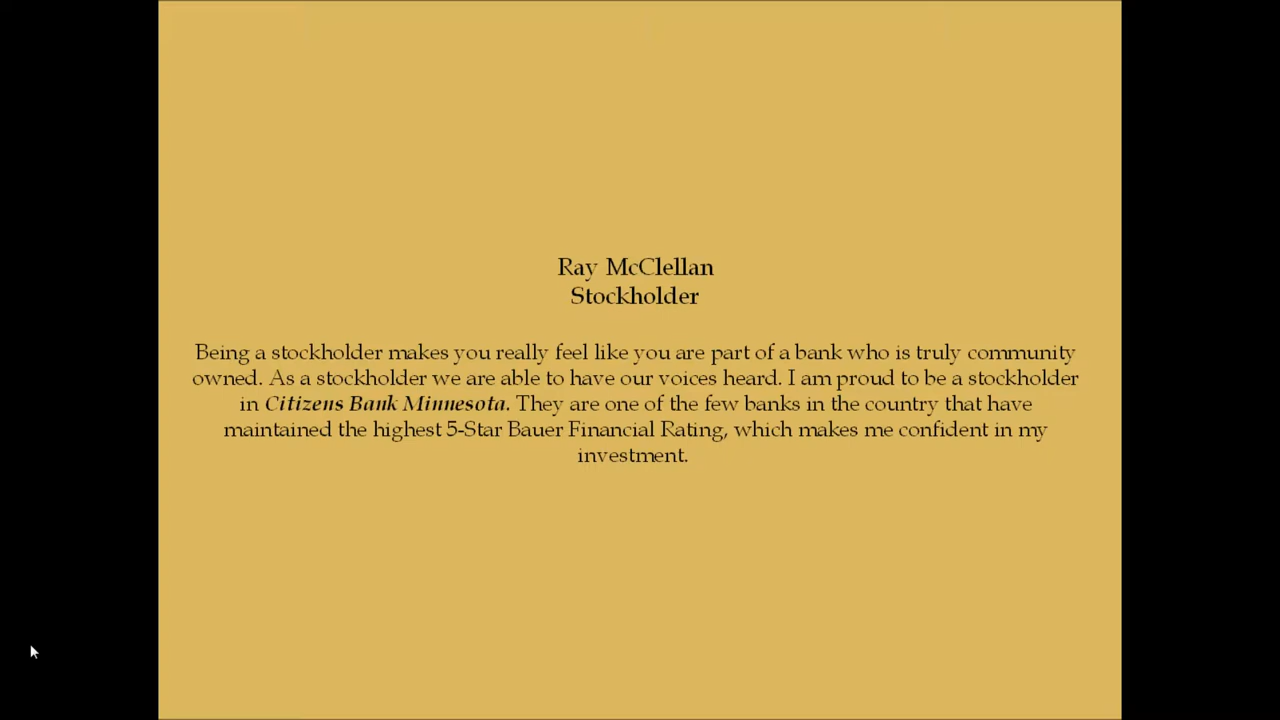 Ray McClellan
Stockholder
Being a stockholder makes you really feel like you are part of a bank who is truly community
owned. As a stockholder we are able to have our voices heard. I am proud to be a stockholder
in Citizens Bank Minnesota. They are one of the few banks in the country that have
maintained the highest 5-Star Bauer Financial Rating, which makes me confident in my
investment.